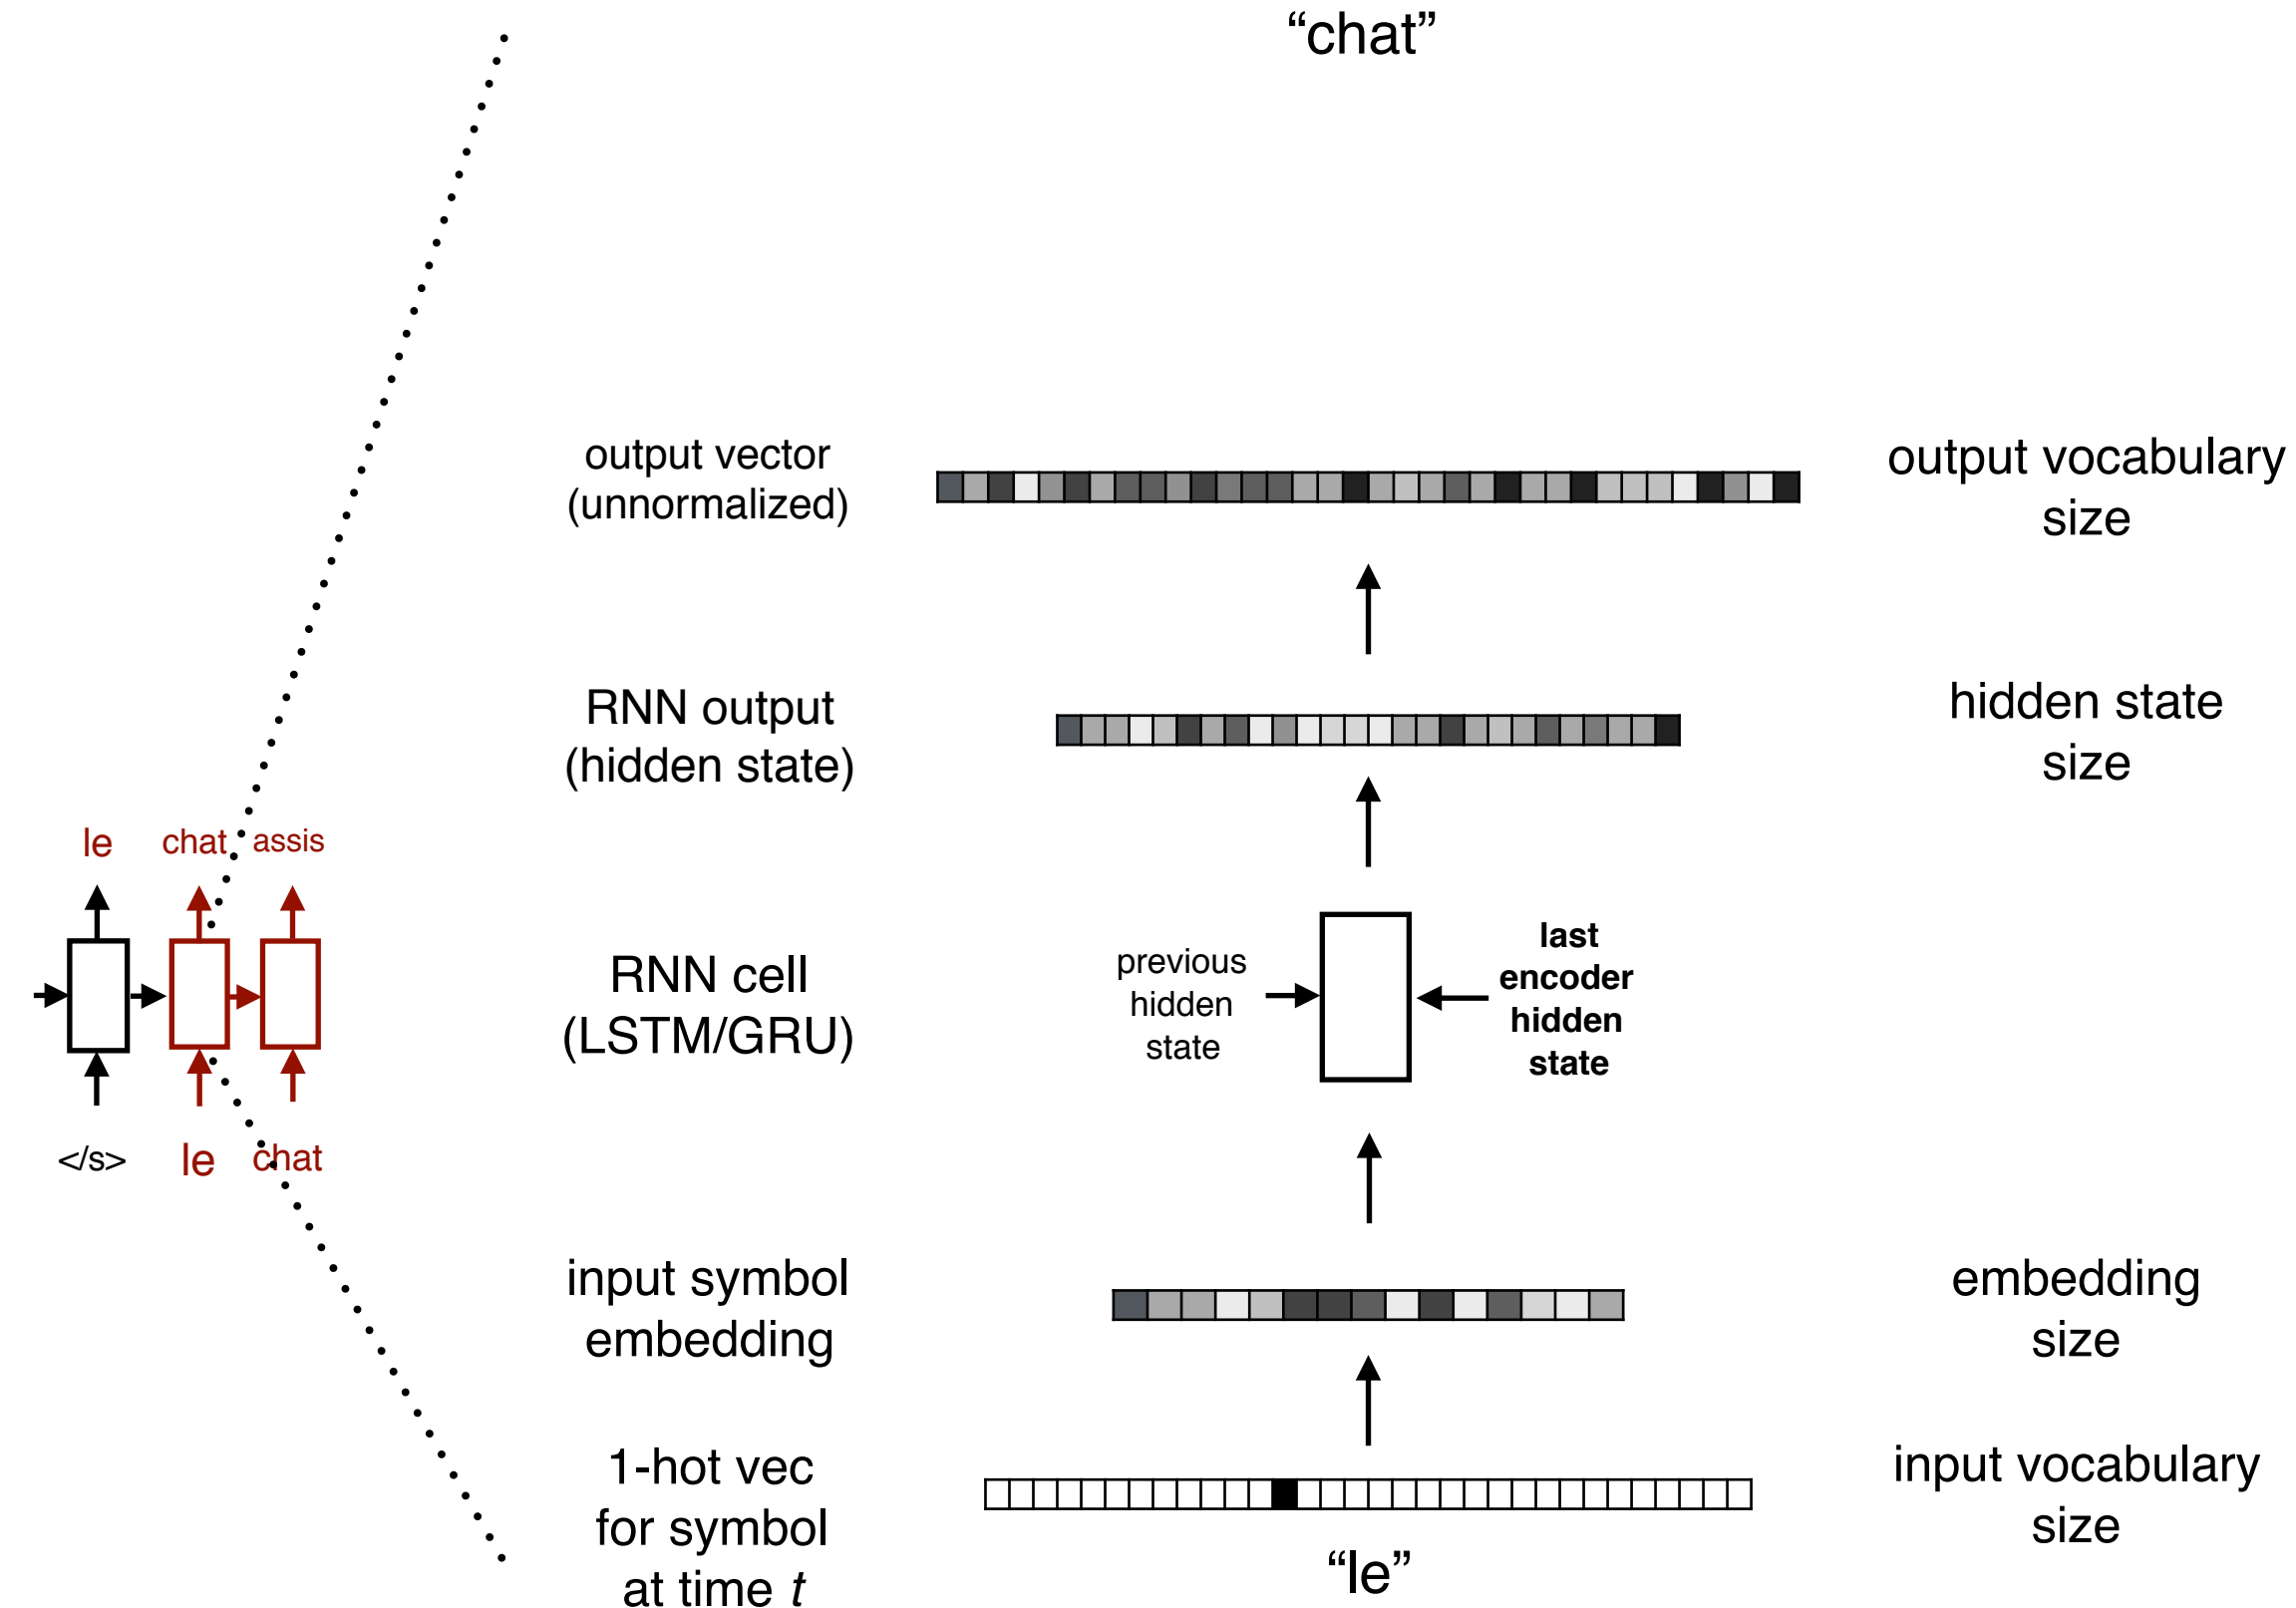 “chat”
output vector
(unnormalized)
output vocabulary
size
RNN output
(hidden state)
hidden state
size
le
chat
assis
RNN cell
(LSTM/GRU)
previous
hidden
state
last
encoder
hidden
state
</s>
le
chat
input symbol
embedding
embedding
size
1-hot vec
for symbol
at time t
input vocabulary
size
“le”